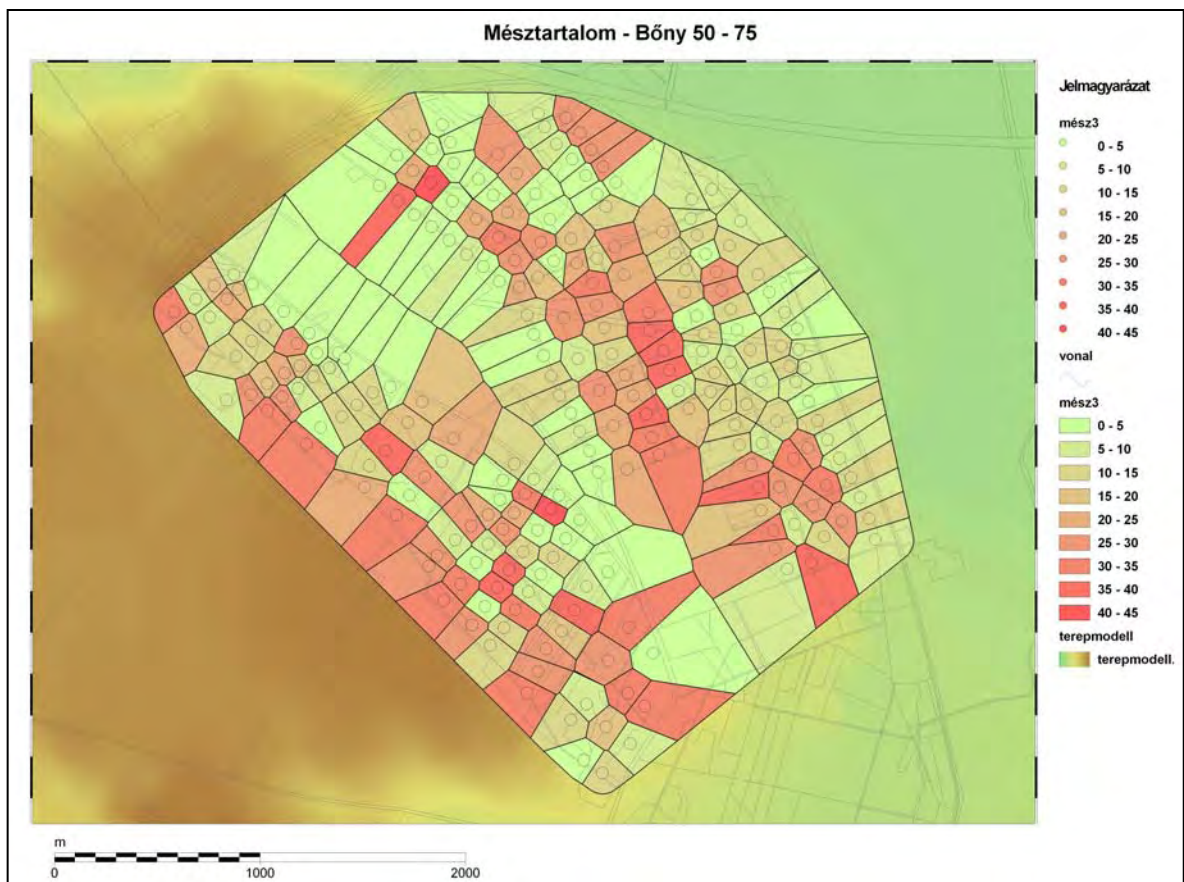 Mésztartalom - Bőny 50 - 75
Jelmagyarázat
mész3
0 - 5
5 - 10
10 - 15
15 - 20
20 - 25
25 - 30
30 - 35
35 - 40
40 - 45
vonal
mész3
0 - 5
5 - 10
10 - 15
15 - 20
20 - 25
25 - 30
30 - 35
35 - 40
40 - 45
terepmodell
terepmodell.
m
0 1000 2000